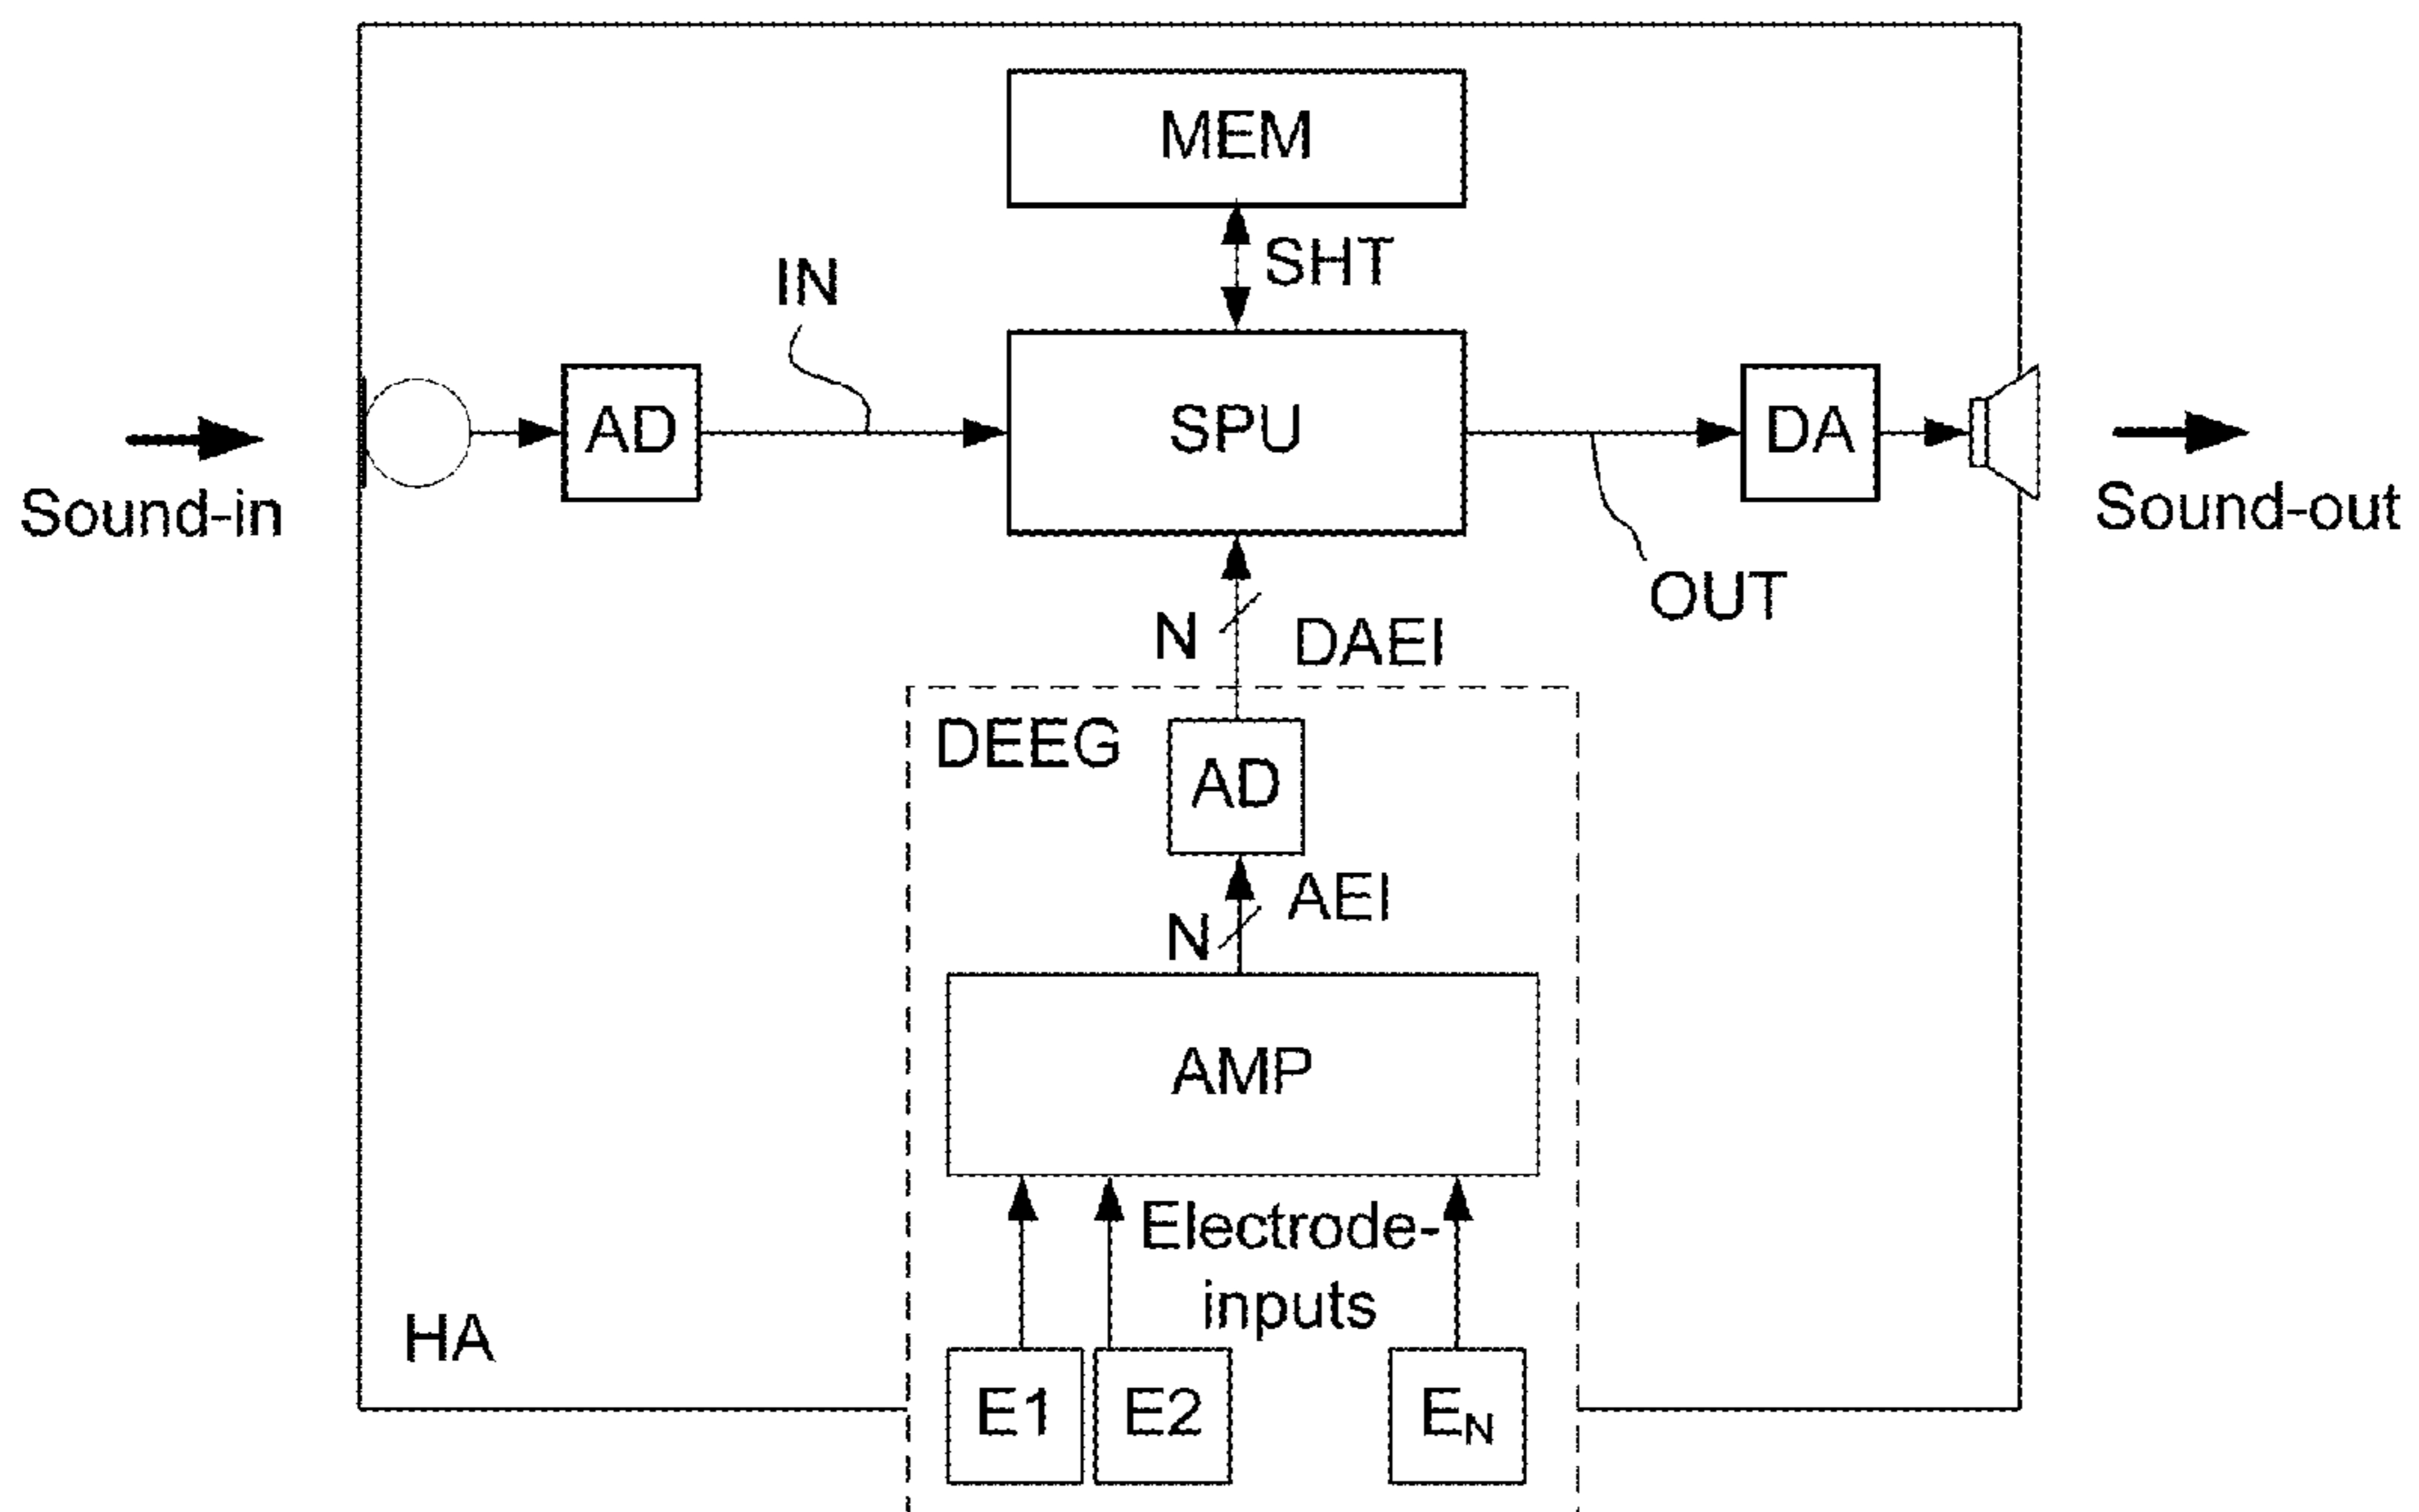 MEM
SHT
IN
AD
SPU
DA
Sound-in
Sound-out
OUT
N
DAEI
DEEG
AD
AEI
N
AMP
Electrode-
inputs
HA
E1
E2
EN